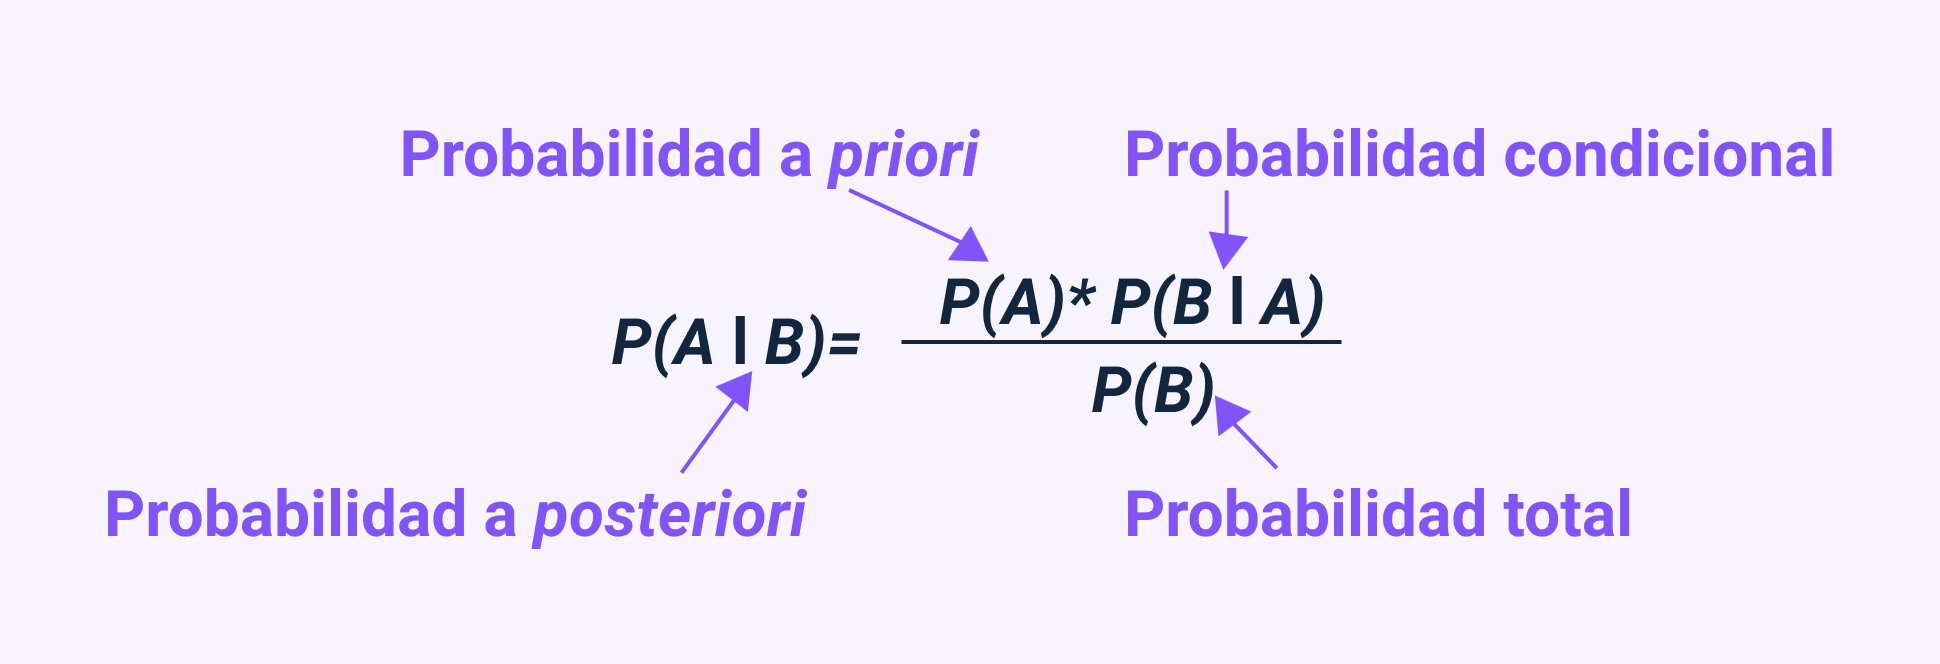 Probabilidad a priori
Probabilidad condicional
P(A)* P(B | A)
P(A | B)=
P(B)
Probabilidad a posteriori
Probabilidad total